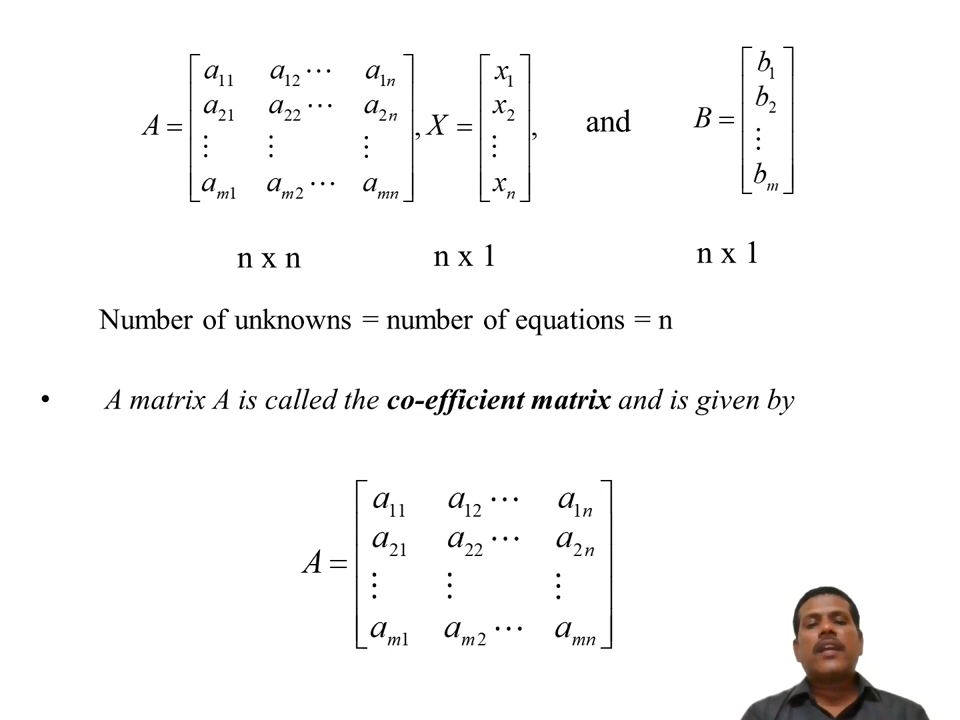 A = [ a₁₁ a₁₂ ⋯ a₁ₙ
a₂₁ a₂₂ ⋯ a₂ₙ
⋮ ⋮ ⋮
aₘ₁ aₘ₂ ⋯ aₘₙ ] , X = [ x₁
x₂
⋮
xₙ ] , and B = [ b₁
b₂
⋮
bₘ ]
n x n n x 1 n x 1
Number of unknowns = number of equations = n
• A matrix A is called the co-efficient matrix and is given by
A = [ a₁₁ a₁₂ ⋯ a₁ₙ
a₂₁ a₂₂ ⋯ a₂ₙ
⋮ ⋮ ⋮
aₘ₁ aₘ₂ ⋯ aₘₙ ]